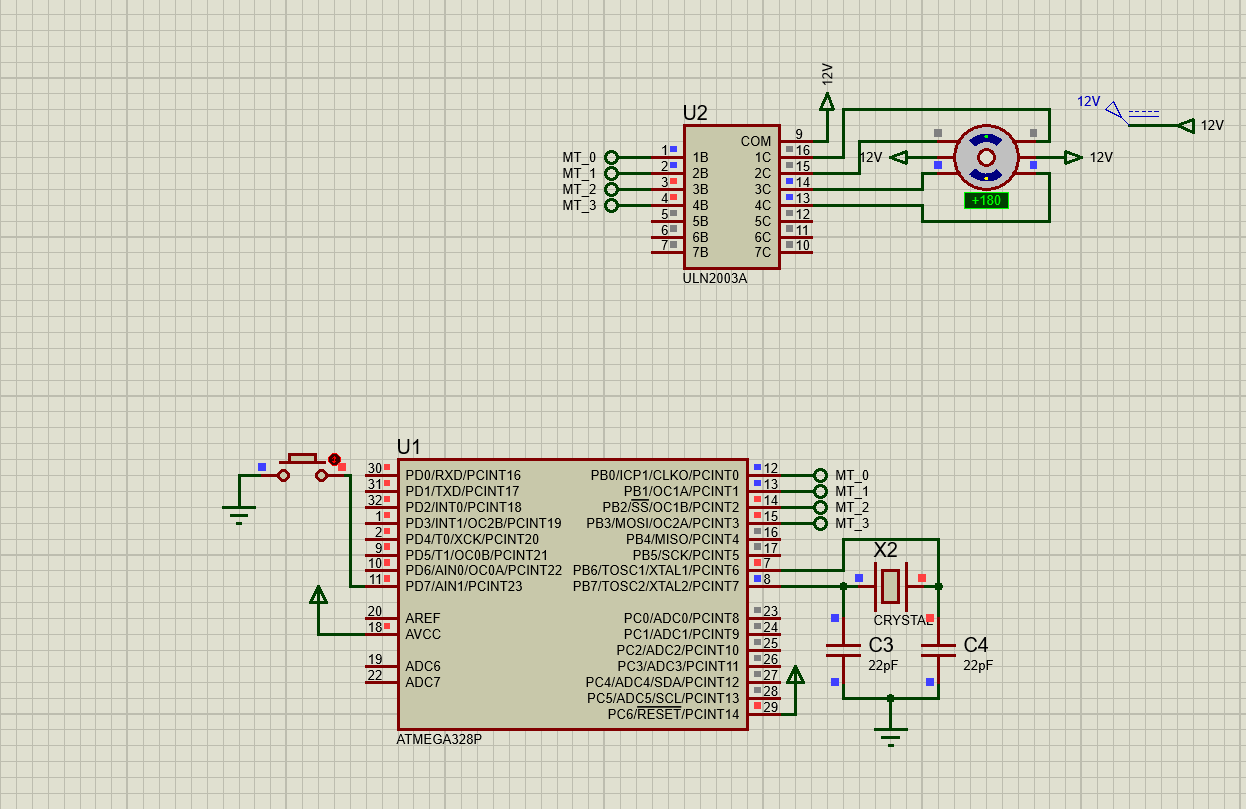 12V
12V
12V
U2
COM 9
1 1B 1C 16
2 2B 2C 15
3 3B 3C 14
4 4B 4C 13
5 5B 5C 12
6 6B 6C 11
7 7B 7C 10
MT_0
MT_1
MT_2
MT_3
ULN2003A
12V
12V
+180
U1
30 PD0/RXD/PCINT16 PB0/ICP1/CLKO/PCINT0 12 MT_0
31 PD1/TXD/PCINT17 PB1/OC1A/PCINT1 13 MT_1
32 PD2/INT0/PCINT18 PB2/SS/OC1B/PCINT2 14 MT_2
1 PD3/INT1/OC2B/PCINT19 PB3/MOSI/OC2A/PCINT3 15 MT_3
2 PD4/T0/XCK/PCINT20 PB4/MISO/PCINT4 16
9 PD5/T1/OC0B/PCINT21 PB5/SCK/PCINT5 17
10 PD6/AIN0/OC0A/PCINT22 PB6/TOSC1/XTAL1/PCINT6 7
11 PD7/AIN1/PCINT23 PB7/TOSC2/XTAL2/PCINT7 8
20 AREF PC0/ADC0/PCINT8 23
18 AVCC PC1/ADC1/PCINT9 24
PC2/ADC2/PCINT10 25
19 ADC6 PC3/ADC3/PCINT11 26
22 ADC7 PC4/ADC4/SDA/PCINT12 27
PC5/ADC5/SCL/PCINT13 28
PC6/RESET/PCINT14 29
ATMEGA328P
X2
CRYSTAL
C3
22pF
C4
22pF